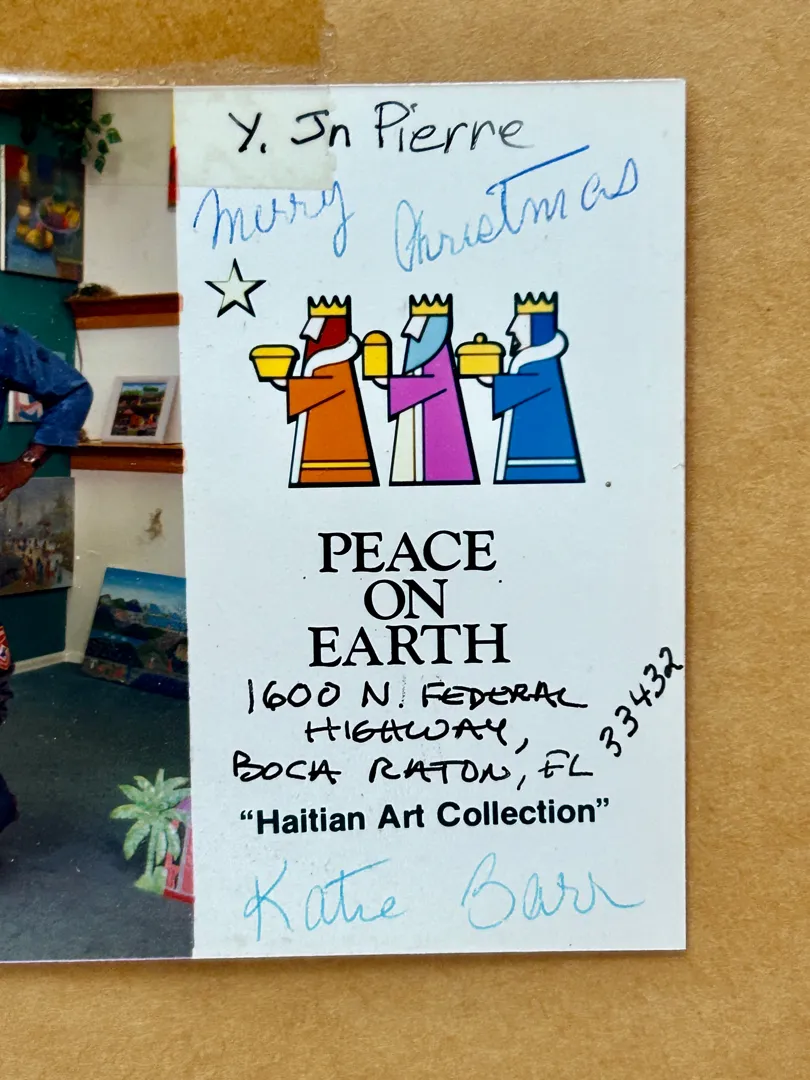 Y. Jn Pierre
Merry Christmas
PEACE
ON
EARTH
1600 N. FEDERAL
HIGHWAY,
BOCA RATON, FL 33432
“Haitian Art Collection”
Katie Barr